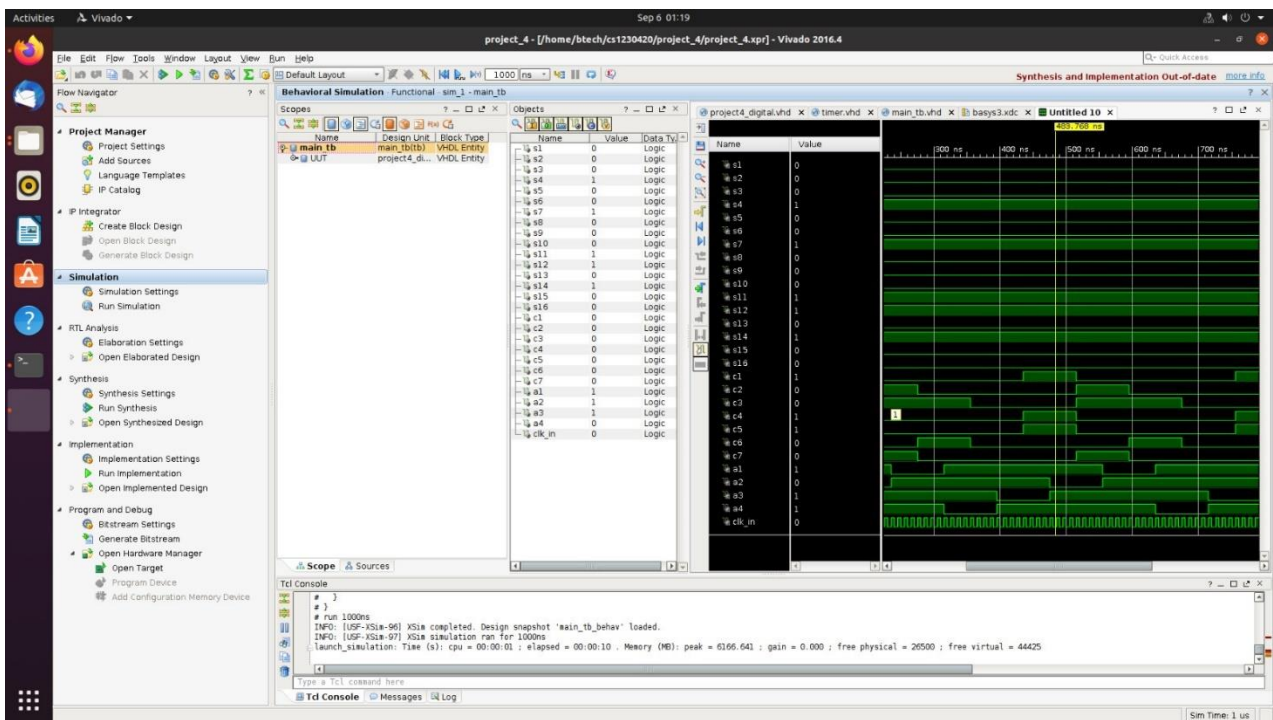 Activities
Vivado
Sep 6 01:19
project_4 - [/home/btech/cs1230420/project_4/project_4.xpr] - Vivado 2016.4
File Edit Flow Tools Window Layout View Run Help
Q- Quick Access
Default Layout
1000 ns
Synthesis and Implementation Out-of-date more info
Flow Navigator
Project Manager
Project Settings
Add Sources
Language Templates
IP Catalog
IP Integrator
Create Block Design
Open Block Design
Generate Block Design
Simulation
Simulation Settings
Run Simulation
RTL Analysis
Elaboration Settings
Open Elaborated Design
Synthesis
Synthesis Settings
Run Synthesis
Open Synthesized Design
Implementation
Implementation Settings
Run Implementation
Open Implemented Design
Program and Debug
Bitstream Settings
Generate Bitstream
Open Hardware Manager
Open Target
Program Device
Add Configuration Memory Device
Behavioral Simulation - Functional - sim_1 - main_tb
Scopes
Name Design Unit Block Type
main_tb main_tb(tb) VHDL Entity
UUT project4_di... VHDL Entity
Scope Sources
Objects
Name Value Data Ty...
s1 0 Logic
s2 0 Logic
s3 0 Logic
s4 1 Logic
s5 0 Logic
s6 0 Logic
s7 1 Logic
s8 0 Logic
s9 0 Logic
s10 0 Logic
s11 1 Logic
s12 1 Logic
s13 0 Logic
s14 1 Logic
s15 0 Logic
s16 0 Logic
c1 0 Logic
c2 0 Logic
c3 0 Logic
c4 0 Logic
c5 0 Logic
c6 0 Logic
c7 0 Logic
a1 1 Logic
a2 1 Logic
a3 1 Logic
a4 0 Logic
clk_in 0 Logic
project4_digital.vhd timer.vhd main_tb.vhd basys3.xdc Untitled 10
483.768 ns
Name Value
300 ns 400 ns 500 ns 600 ns 700 ns
s1 0
s2 0
s3 0
s4 1
s5 0
s6 0
s7 1
s8 0
s9 0
s10 0
s11 1
s12 1
s13 0
s14 1
s15 0
s16 0
c1 1
c2 0
c3 0
c4 1
1
c5 1
c6 0
c7 0
a1 1
a2 0
a3 1
a4 1
clk_in 0
Tcl Console
# }
# }
# run 1000ns
INFO: [USF-XSim-96] XSim completed. Design snapshot 'main_tb_behav' loaded.
INFO: [USF-XSim-97] XSim simulation ran for 1000ns
launch_simulation: Time (s): cpu = 00:00:01 ; elapsed = 00:00:10 . Memory (MB): peak = 6166.641 ; gain = 0.000 ; free physical = 26500 ; free virtual = 44425
Type a Tcl command here
Tcl Console Messages Log
Sim Time: 1 us